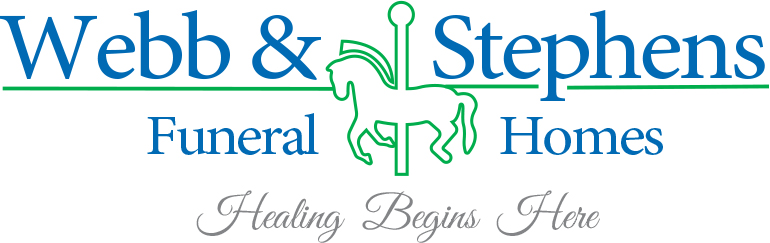 Webb & Stephens
Funeral Homes
Healing Begins Here